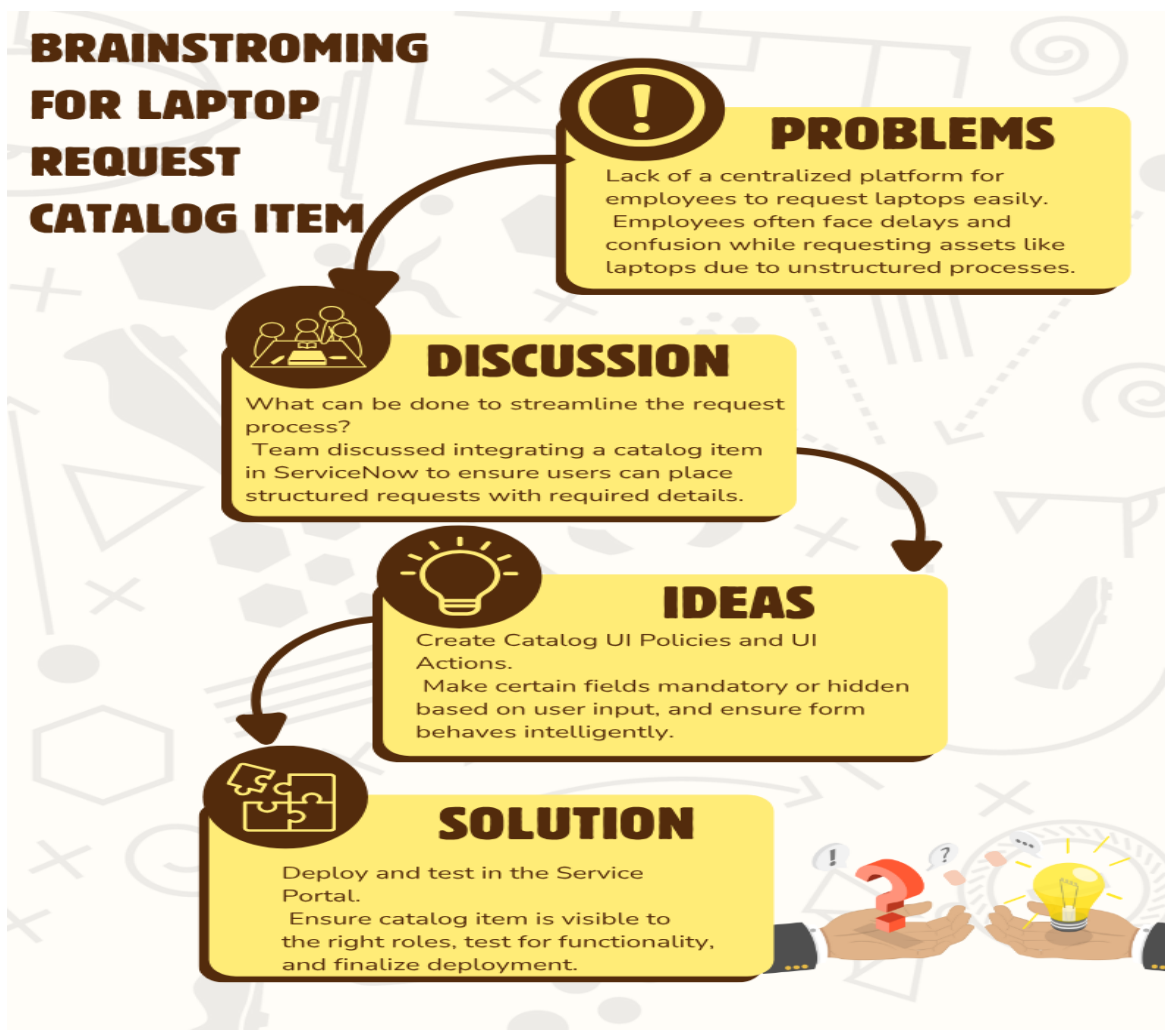 BRAINSTROMING
FOR LAPTOP
REQUEST
CATALOG ITEM
PROBLEMS
Lack of a centralized platform for
employees to request laptops easily.
Employees often face delays and
confusion while requesting assets like
laptops due to unstructured processes.
DISCUSSION
What can be done to streamline the request
process?
Team discussed integrating a catalog item
in ServiceNow to ensure users can place
structured requests with required details.
IDEAS
Create Catalog UI Policies and UI
Actions.
Make certain fields mandatory or hidden
based on user input, and ensure form
behaves intelligently.
SOLUTION
Deploy and test in the Service
Portal.
Ensure catalog item is visible to
the right roles, test for functionality,
and finalize deployment.